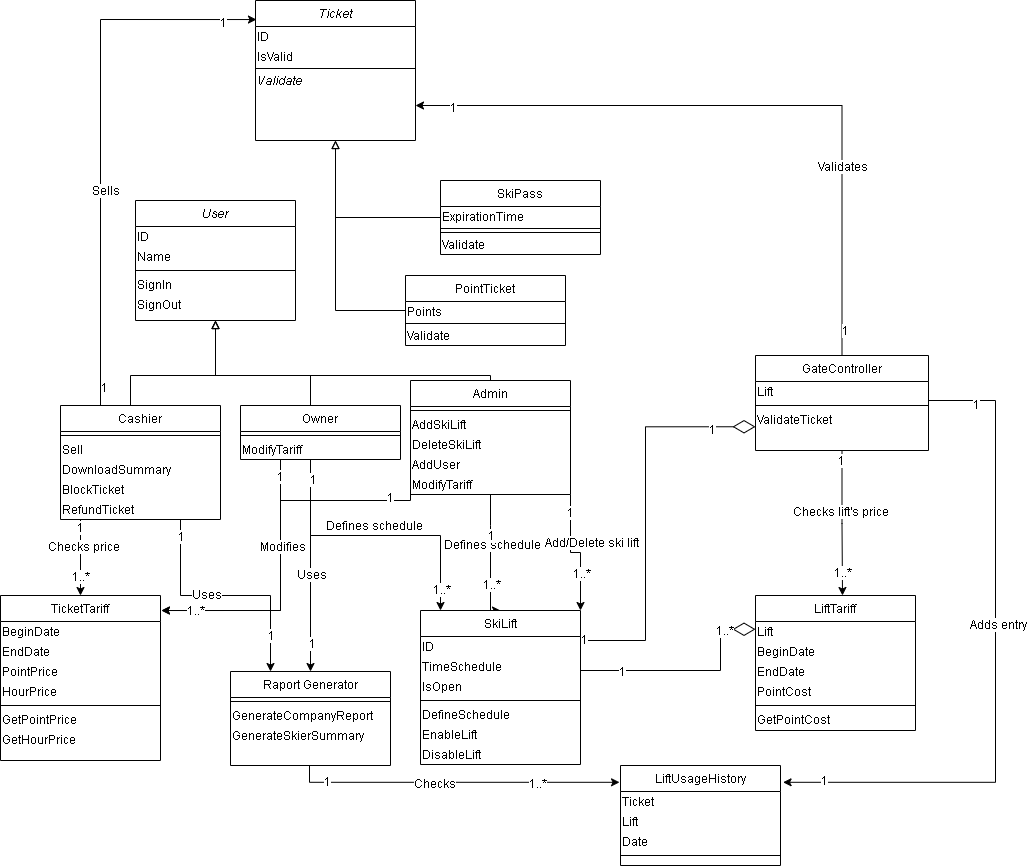 Ticket
ID
IsValid
Validate
1
1
Validates
Sells
SkiPass
ExpirationTime
Validate
User
ID
Name
SignIn
SignOut
PointTicket
Points
Validate
1
1
GateController
Lift
ValidateTicket
Cashier
Sell
DownloadSummary
BlockTicket
RefundTicket
Owner
ModifyTariff
Admin
AddSkiLift
DeleteSkiLift
AddUser
ModifyTariff
1
1
1
1
1
1
1
1
1
1
Defines schedule
Checks lift's price
Checks price
Modifies
Defines schedule
Add/Delete ski lift
Uses
1..*
1..*
1..*
1..*
1..*
Uses
1..*
TicketTariff
BeginDate
EndDate
PointPrice
HourPrice
GetPointPrice
GetHourPrice
SkiLift
ID
TimeSchedule
IsOpen
DefineSchedule
EnableLift
DisableLift
LiftTariff
Lift
BeginDate
EndDate
PointCost
GetPointCost
Adds entry
1
1
1
1..*
1
Raport Generator
GenerateCompanyReport
GenerateSkierSummary
1
Checks
1..*
1
LiftUsageHistory
Ticket
Lift
Date